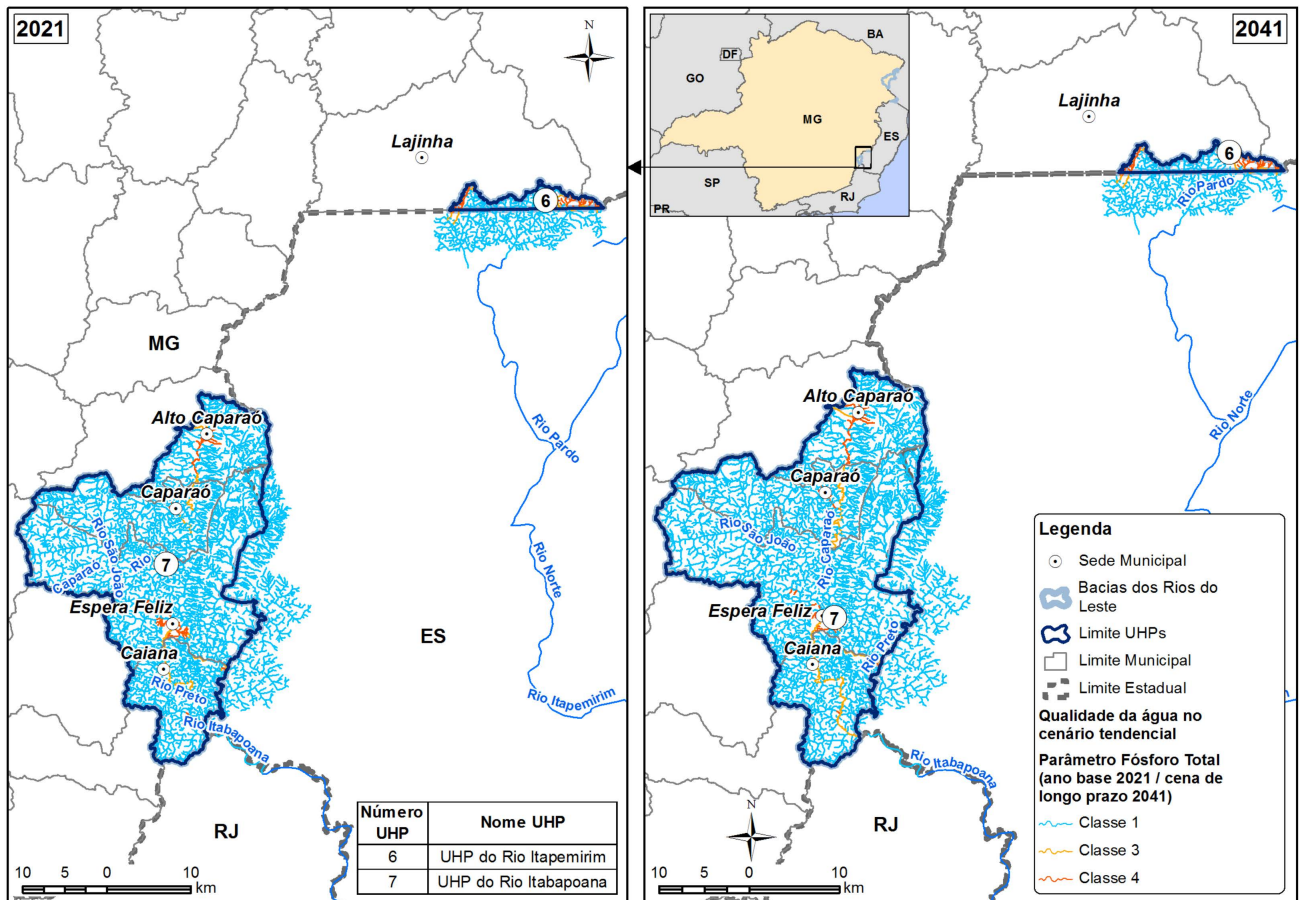 2021
N
Lajinha
6
MG
Alto Caparaó
Caparaó
Rio São João
Rio
Caparaó
7
Espera Feliz
Caiana
Rio Preto
Rio Itabapoana
ES
Rio Pardo
Rio Norte
Rio Itapemirim
RJ
Número UHP
Nome UHP
6
UHP do Rio Itapemirim
7
UHP do Rio Itabapoana
10 5 0 10
km
2041
BA
DF
GO
MG
ES
SP
RJ
PR
Lajinha
6
Rio Pardo
Rio Norte
Alto Caparaó
Caparaó
Rio São João
Rio Caparaó
Espera Feliz
7
Caiana
Rio Preto
Rio Itabapoana
N
RJ
10 5 0 10
km
Legenda
Sede Municipal
Bacias dos Rios do
Leste
Limite UHPs
Limite Municipal
Limite Estadual
Qualidade da água no
cenário tendencial
Parâmetro Fósforo Total
(ano base 2021 / cena de
longo prazo 2041)
Classe 1
Classe 3
Classe 4